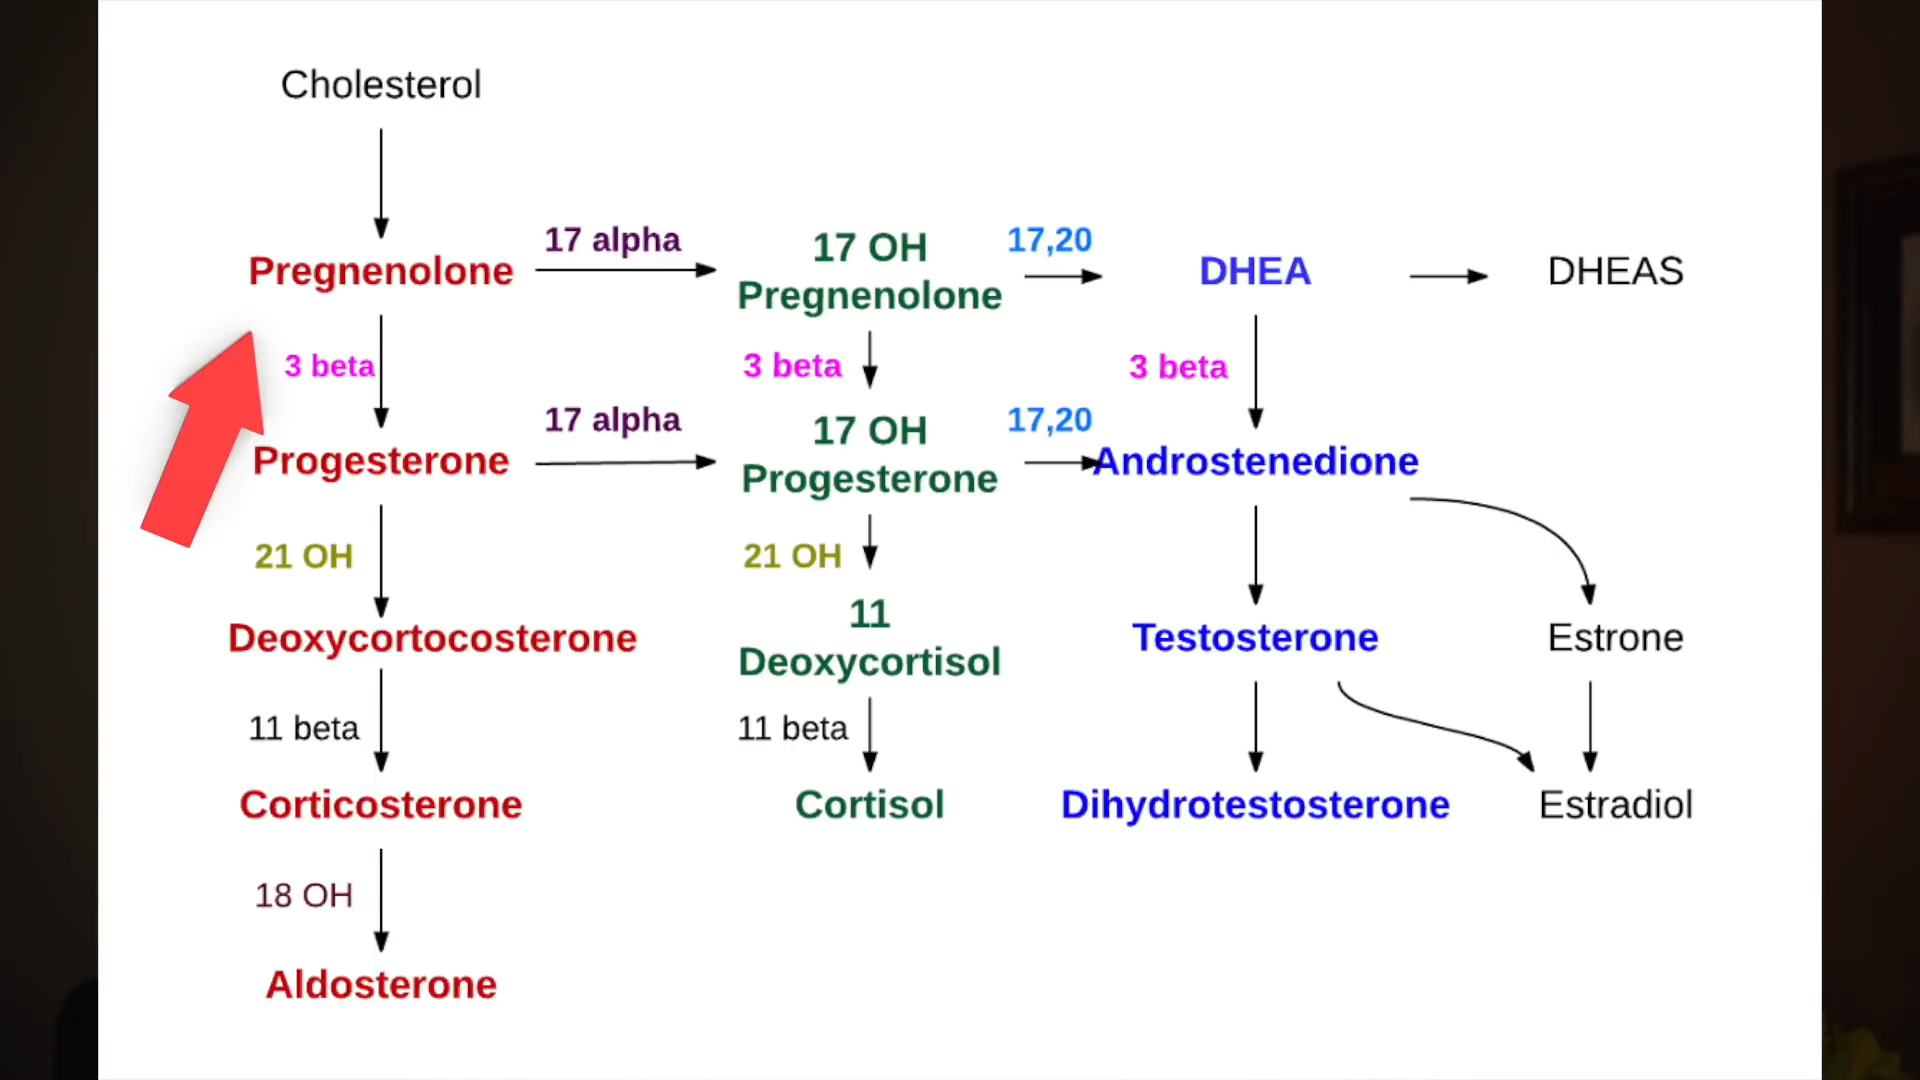 Cholesterol
17 alpha
17 OH
17,20
Pregnenolone
Pregnenolone
DHEA
DHEAS
3 beta
3 beta
3 beta
17 alpha
17 OH
17,20
Progesterone
Progesterone
Androstenedione
21 OH
21 OH
11
Deoxycortocosterone
Deoxycortisol
Testosterone
Estrone
11 beta
11 beta
Corticosterone
Cortisol
Dihydrotestosterone
Estradiol
18 OH
Aldosterone